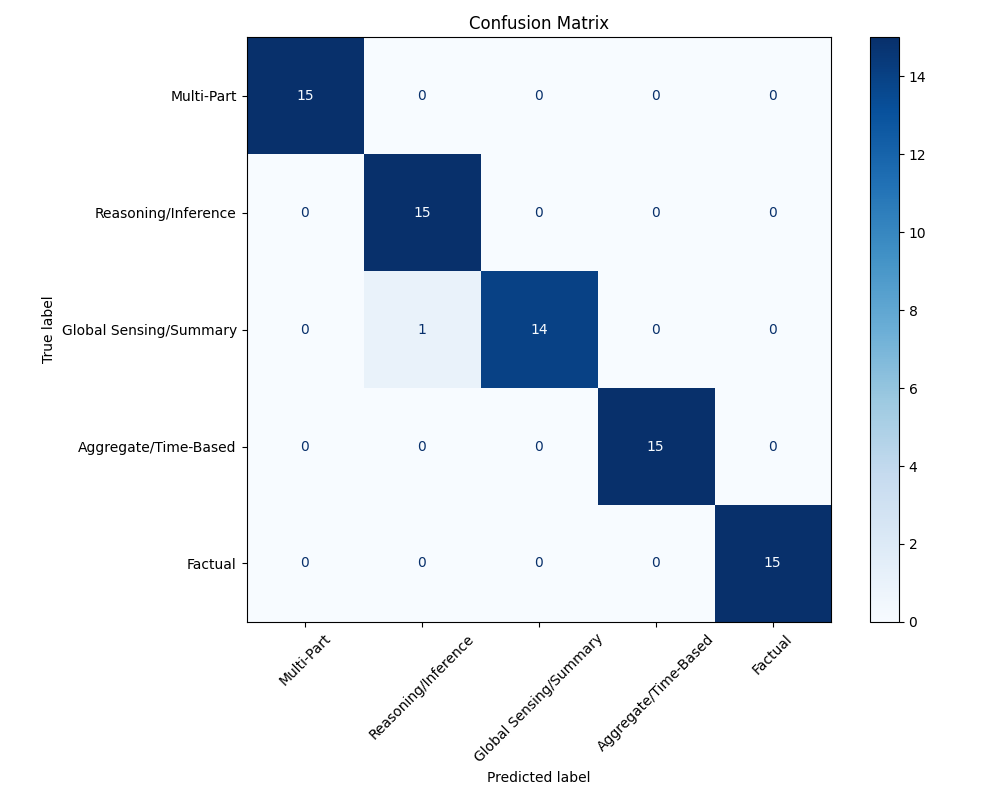 Confusion Matrix
Multi-Part 15 0 0 0 0
Reasoning/Inference 0 15 0 0 0
Global Sensing/Summary 0 1 14 0 0
Aggregate/Time-Based 0 0 0 15 0
Factual 0 0 0 0 15
True label
Multi-Part
Reasoning/Inference
Global Sensing/Summary
Aggregate/Time-Based
Factual
Predicted label
14
12
10
8
6
4
2
0